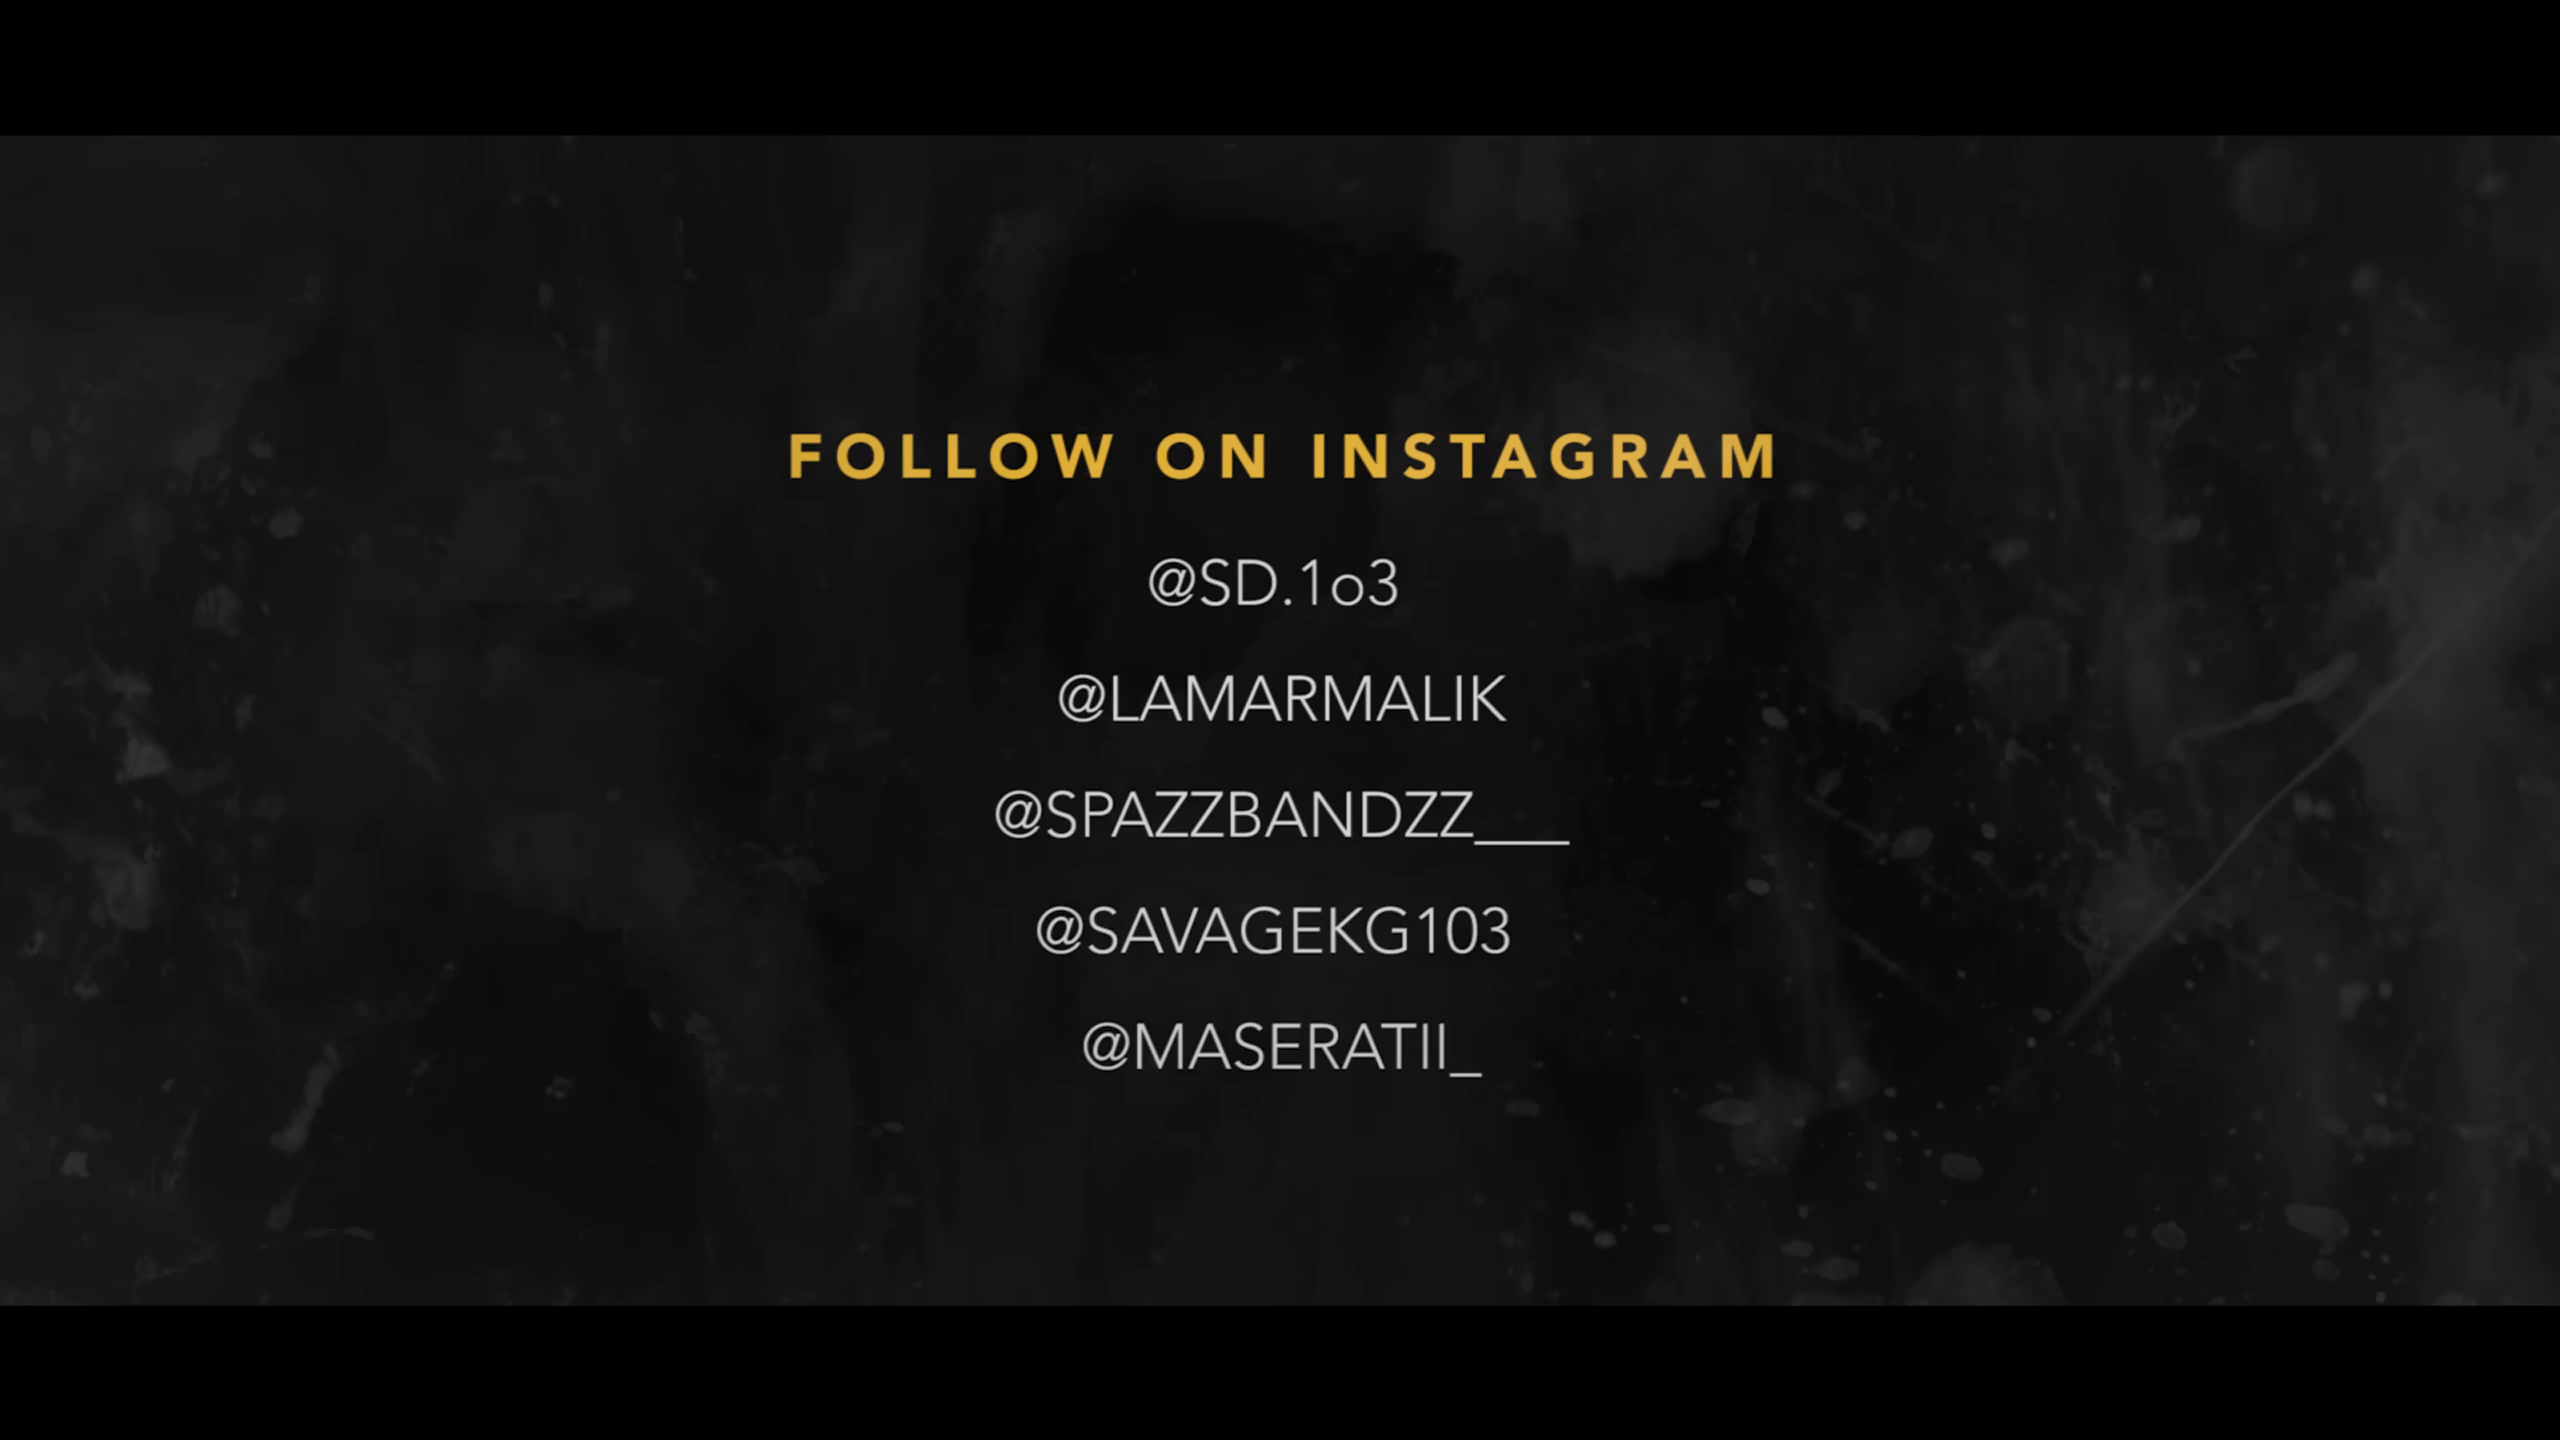 FOLLOW ON INSTAGRAM
@SD.1o3
@LAMARMALIK
@SPAZZBANDZZ___
@SAVAGEKG103
@MASERATII_